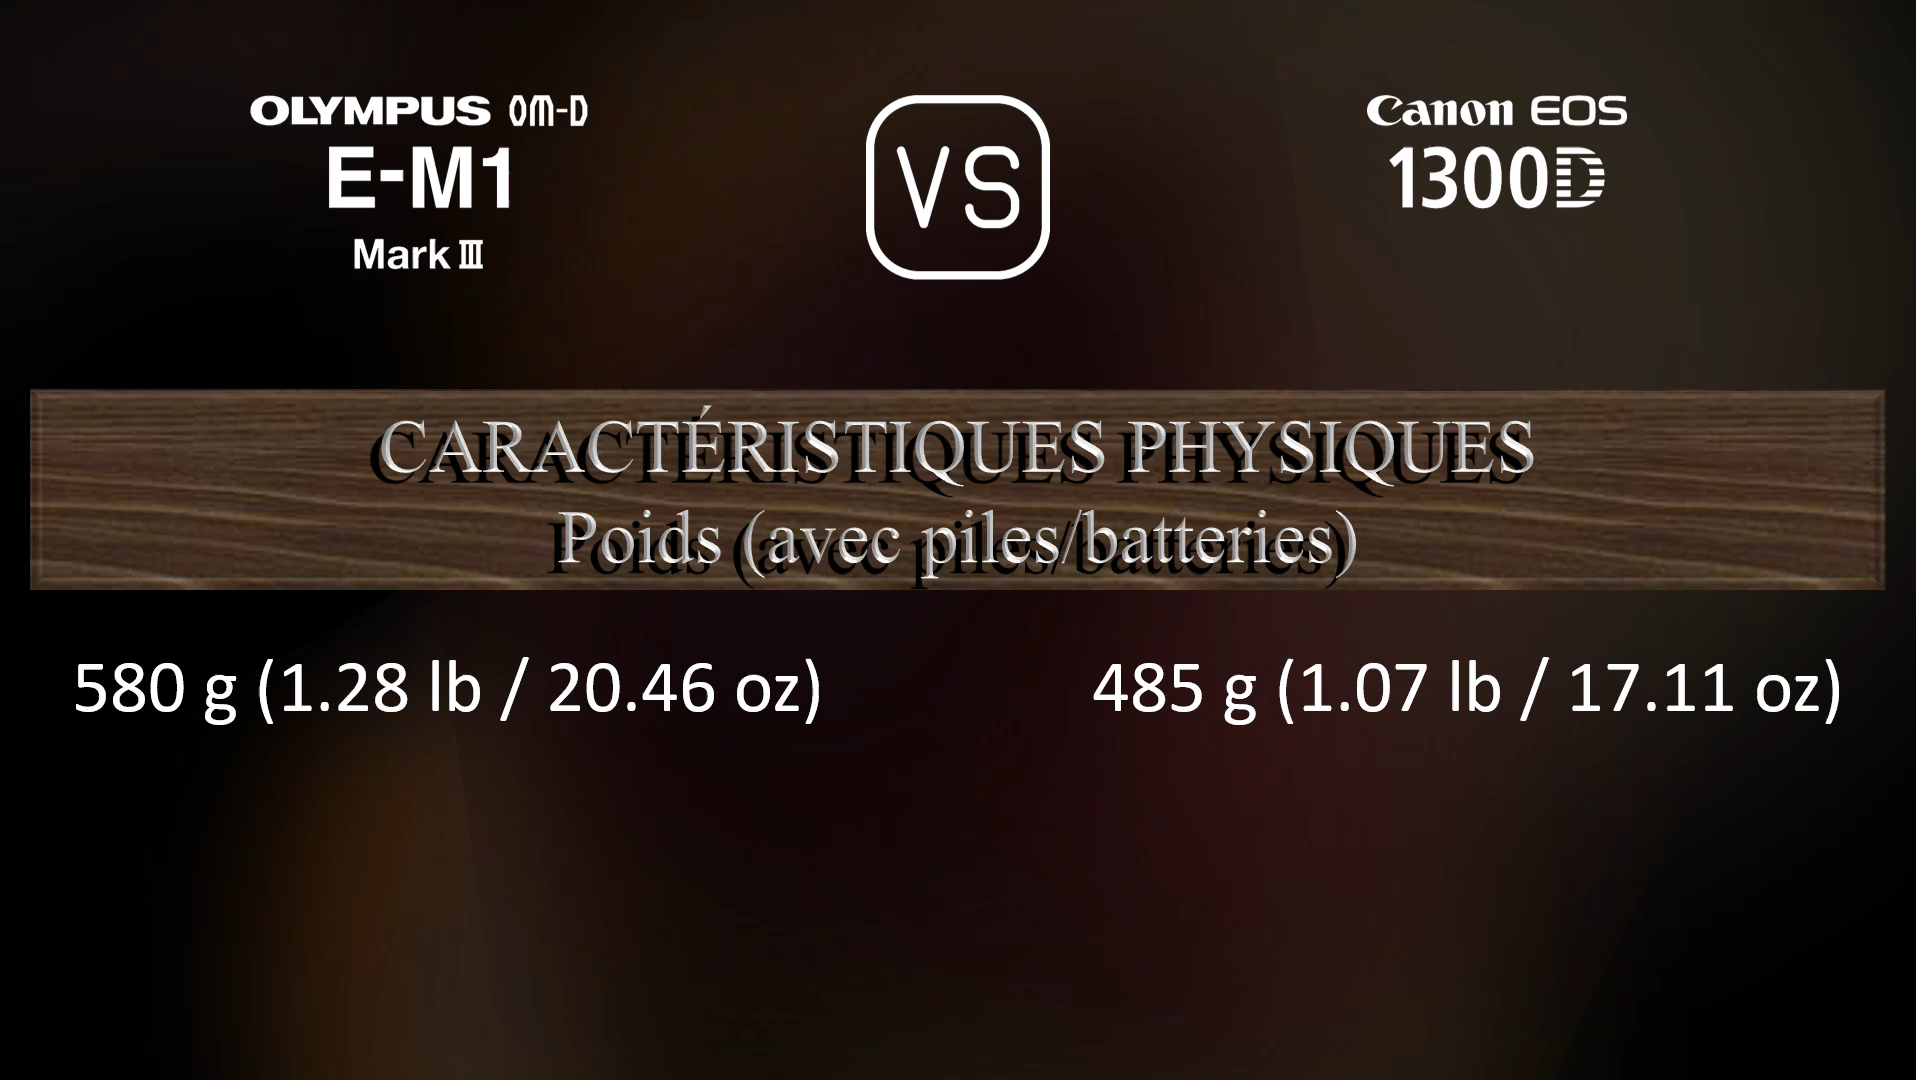 OLYMPUS OM-D
E-M1
Mark III
VS
Canon EOS
1300D
CARACTÉRISTIQUES PHYSIQUES
Poids (avec piles/batteries)
580 g (1.28 lb / 20.46 oz)
485 g (1.07 lb / 17.11 oz)